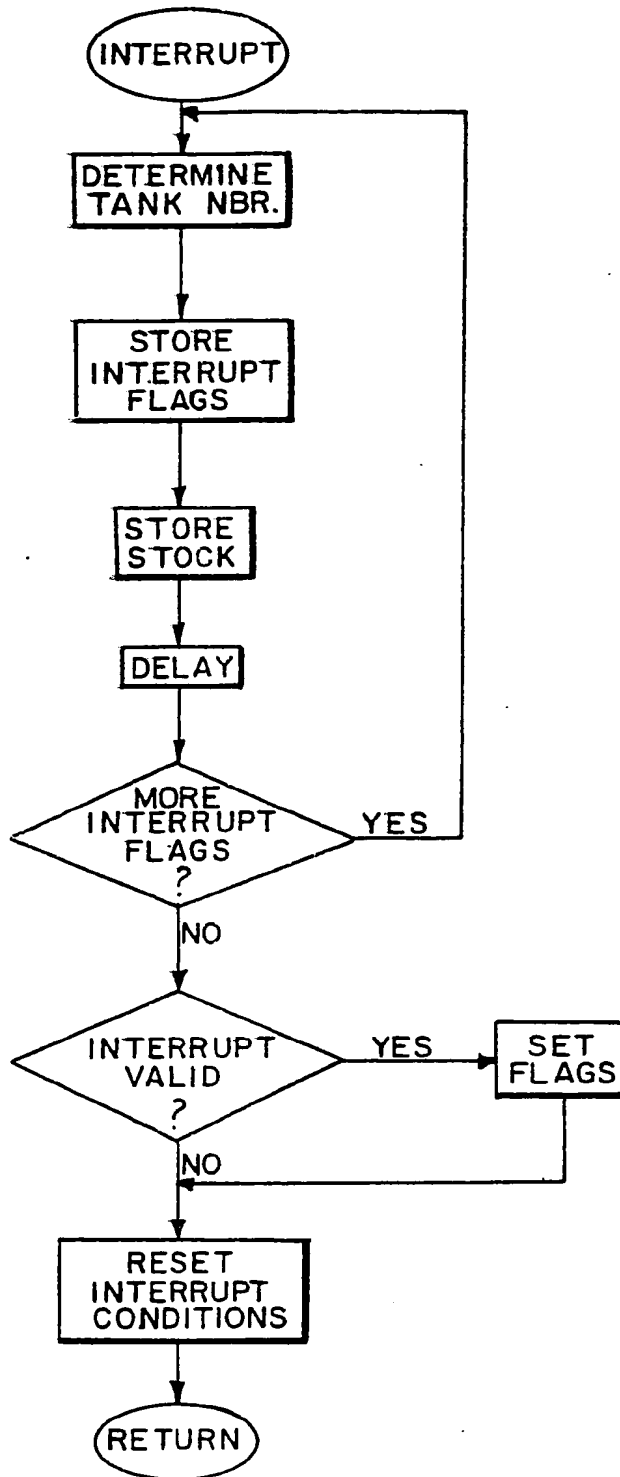 INTERRUPT
DETERMINE
TANK NBR.
STORE
INTERRUPT
FLAGS
STORE
STOCK
DELAY
MORE
INTERRUPT
FLAGS
?
YES
NO
INTERRUPT
VALID
?
YES
SET
FLAGS
NO
RESET
INTERRUPT
CONDITIONS
RETURN